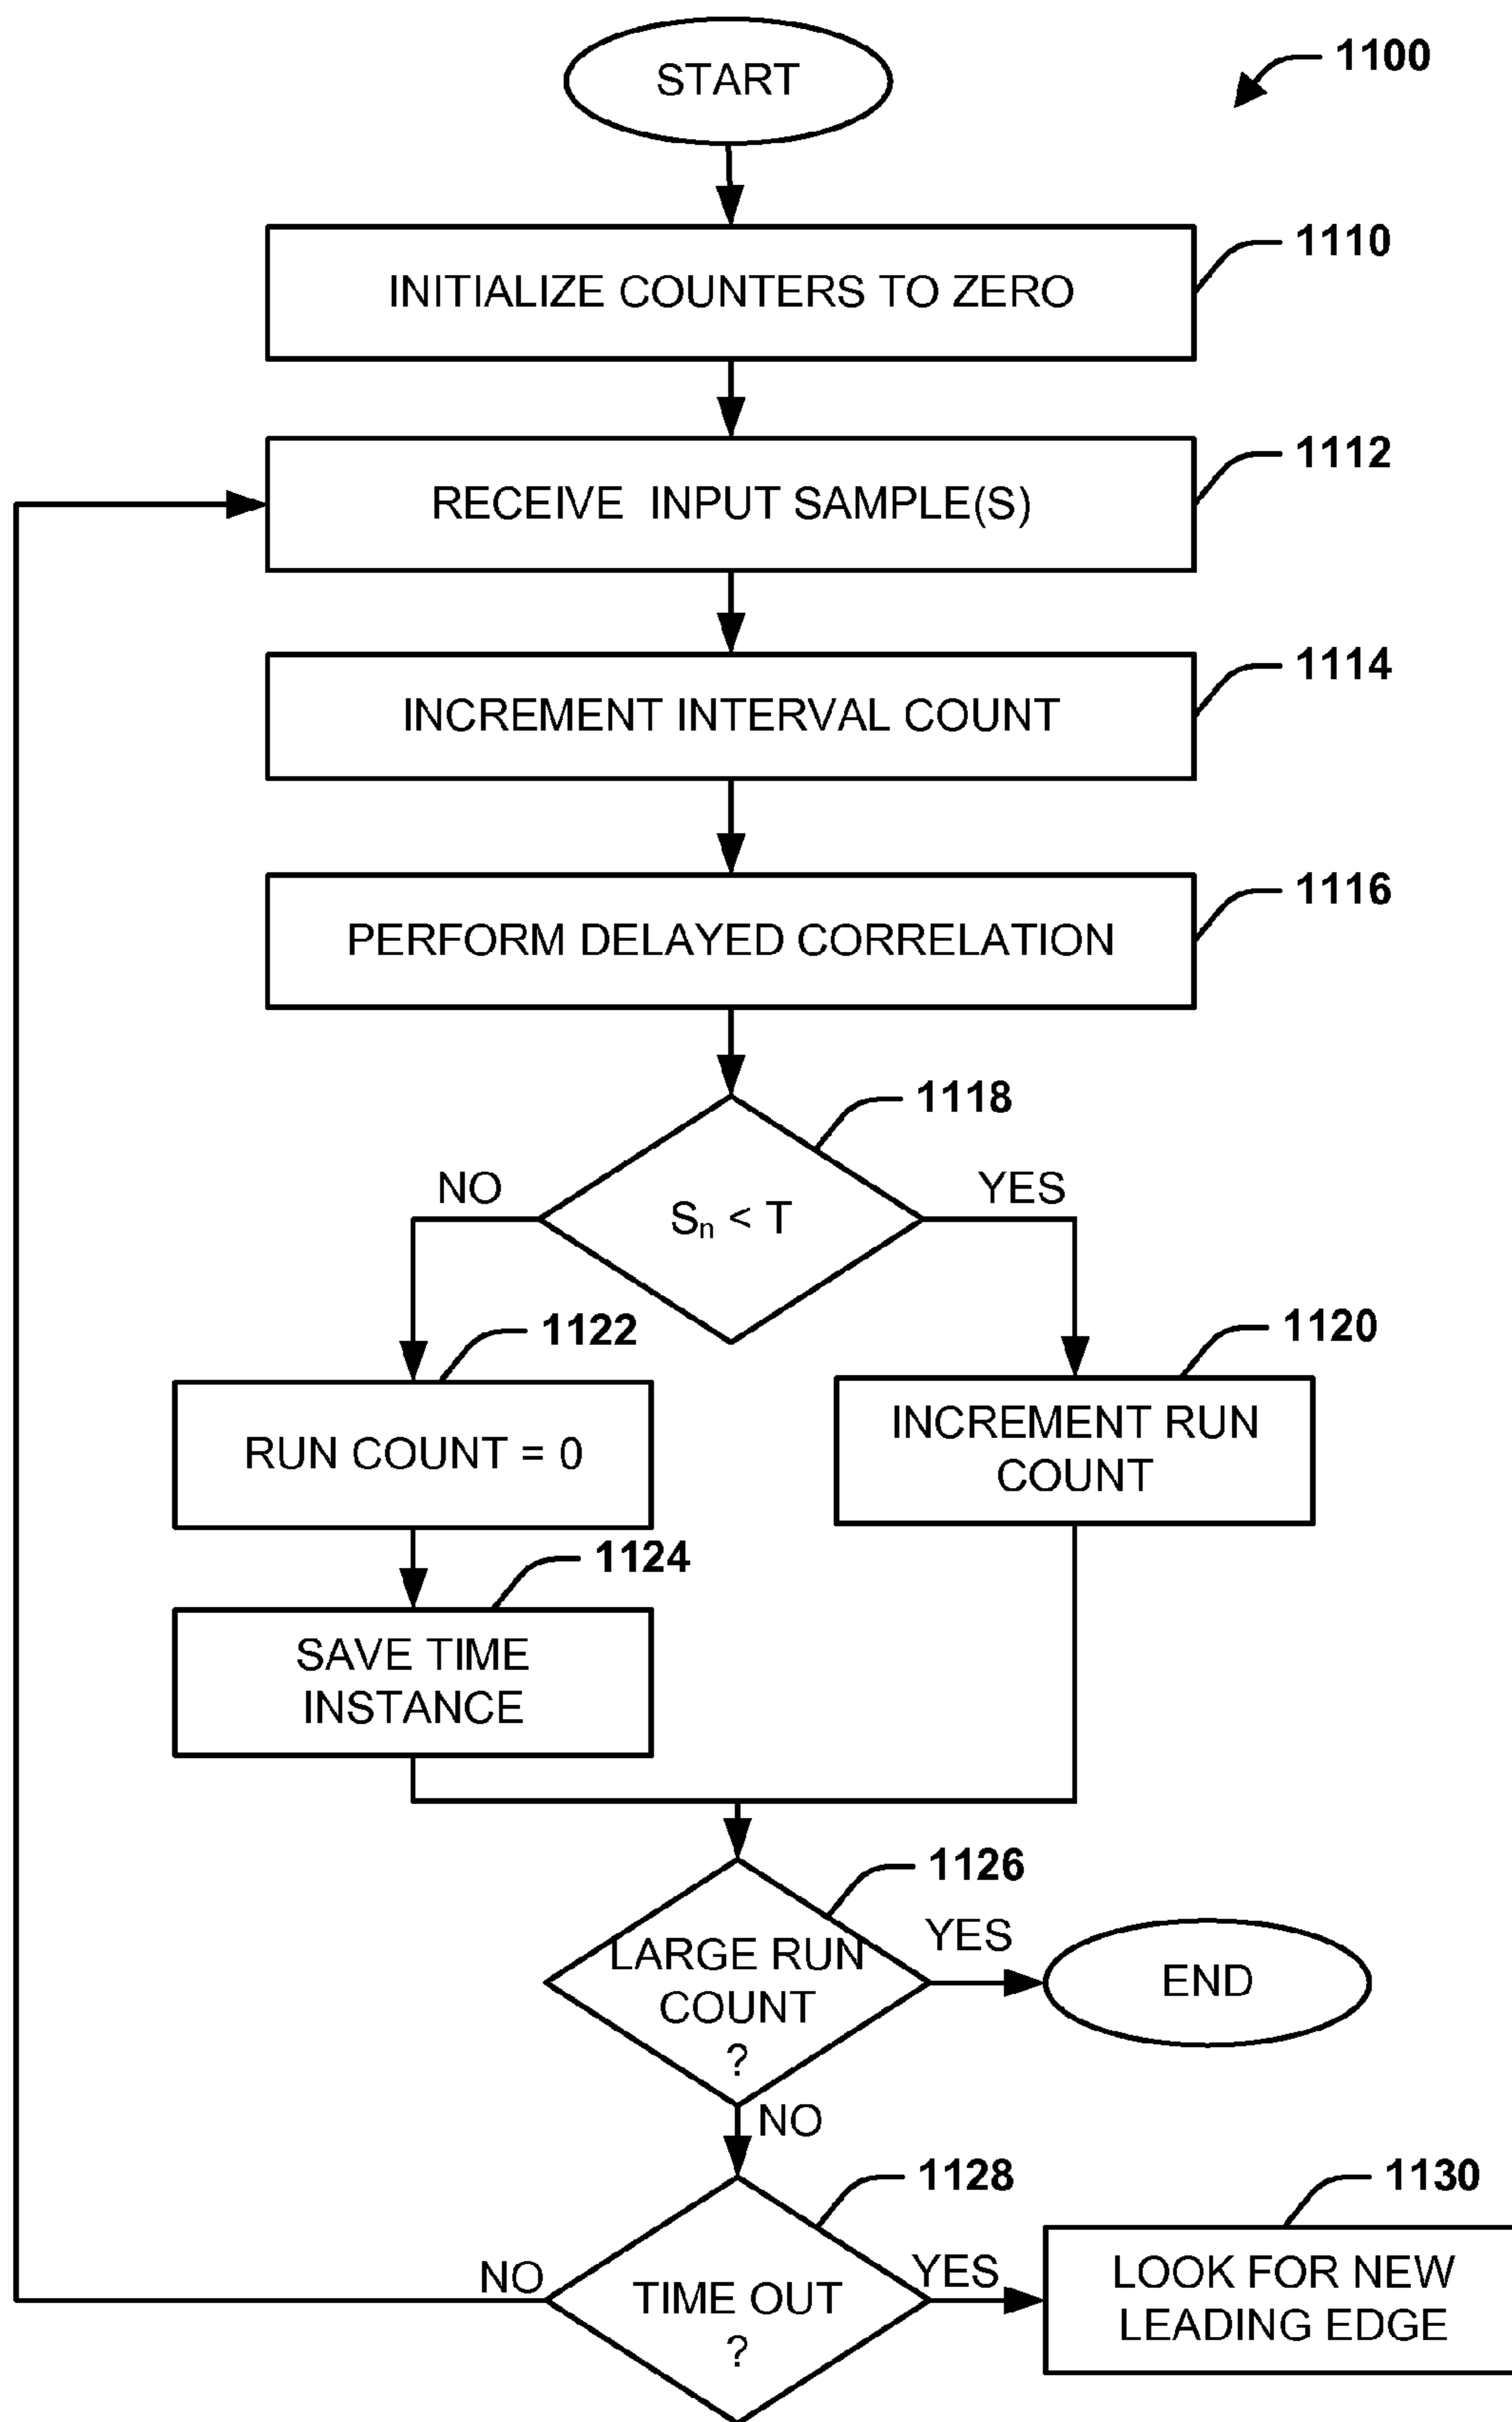 START
1100
INITIALIZE COUNTERS TO ZERO
1110
RECEIVE INPUT SAMPLE(S)
1112
INCREMENT INTERVAL COUNT
1114
PERFORM DELAYED CORRELATION
1116
1118
NO
Sn < T
YES
1122
RUN COUNT = 0
1120
INCREMENT RUN
COUNT
1124
SAVE TIME
INSTANCE
1126
LARGE RUN
COUNT
?
YES
END
NO
1128
NO
TIME OUT
?
YES
1130
LOOK FOR NEW
LEADING EDGE